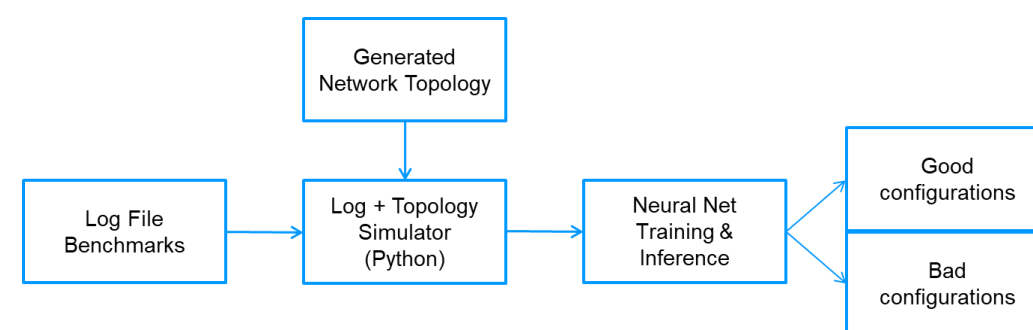 Generated
Network Topology
Log File
Benchmarks
Log + Topology
Simulator
(Python)
Neural Net
Training &
Inference
Good
configurations
Bad
configurations